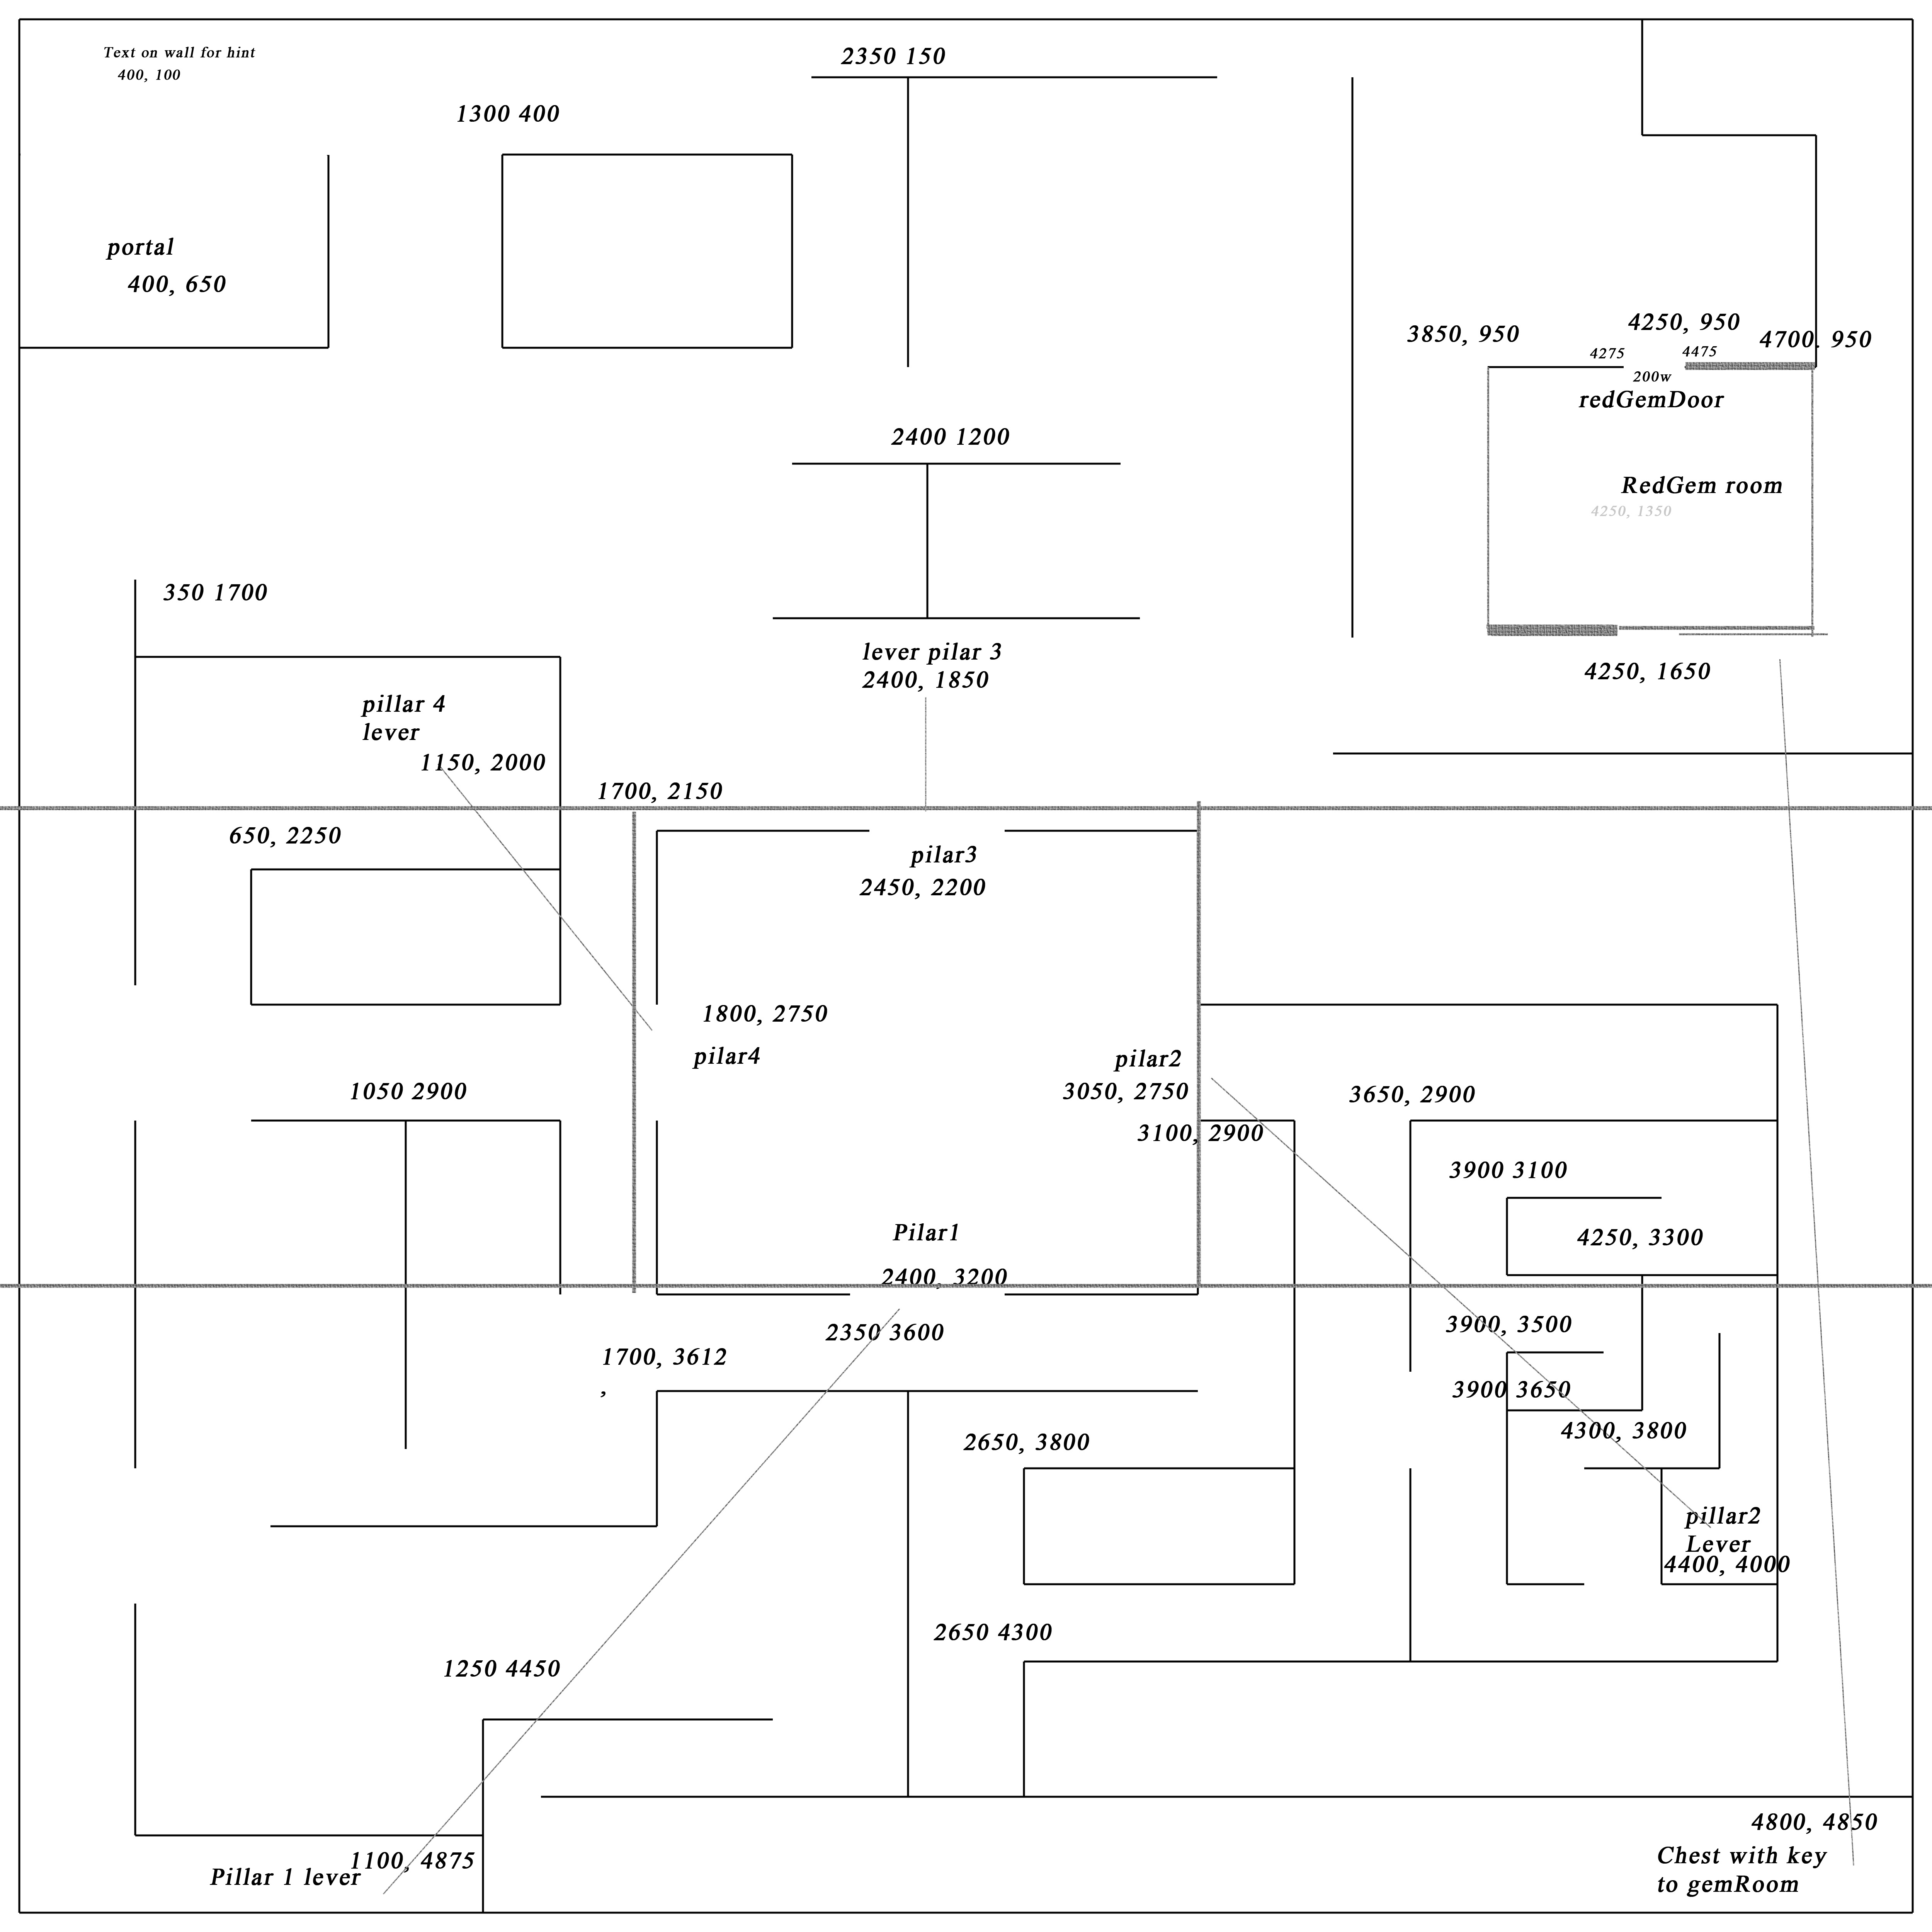 Text on wall for hint
400, 100
2350 150
1300 400
portal
400, 650
3850, 950
4250, 950
4700, 950
4275
4475
200w
redGemDoor
2400 1200
RedGem room
4250, 1350
350 1700
lever pilar 3
2400, 1850
4250, 1650
pillar 4
lever
1150, 2000
1700, 2150
650, 2250
pilar3
2450, 2200
1800, 2750
pilar4
pilar2
3050, 2750
1050 2900
3650, 2900
3100, 2900
3900 3100
Pilar1
4250, 3300
2400, 3200
2350 3600
3900, 3500
1700, 3612
,
3900 3650
4300, 3800
2650, 3800
pillar2
Lever
4400, 4000
2650 4300
1250 4450
4800, 4850
1100, 4875
Pillar 1 lever
Chest with key
to gemRoom